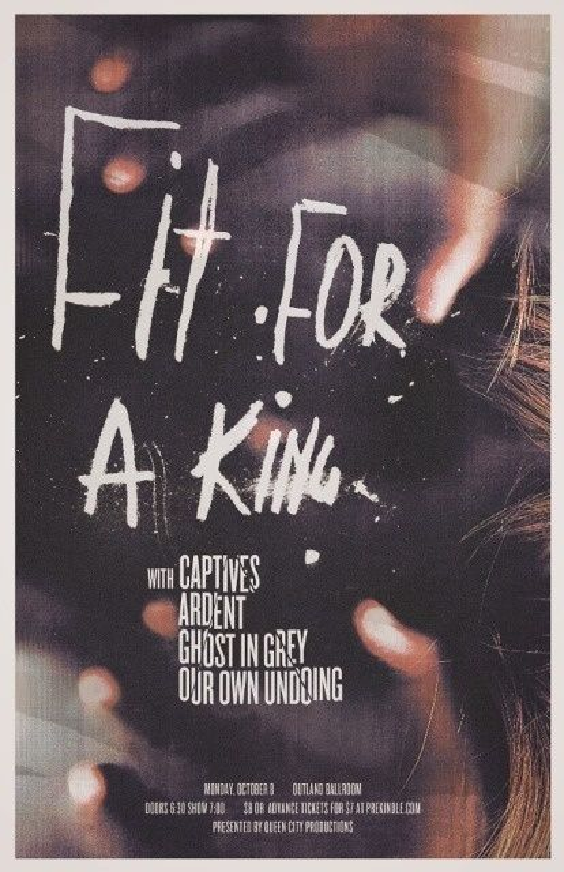 Fit FOR
A KING
WITH CAPTIVES
ARDENT
GHOST IN GREY
OUR OWN UNDOING
MONDAY, OCTOBER 8 OUTLAND BALLROOM
DOORS 6:30 SHOW 7:00 $8 OR ADVANCE TICKETS FOR $7 AT PREKINDLE.COM
PRESENTED BY QUEEN CITY PRODUCTIONS